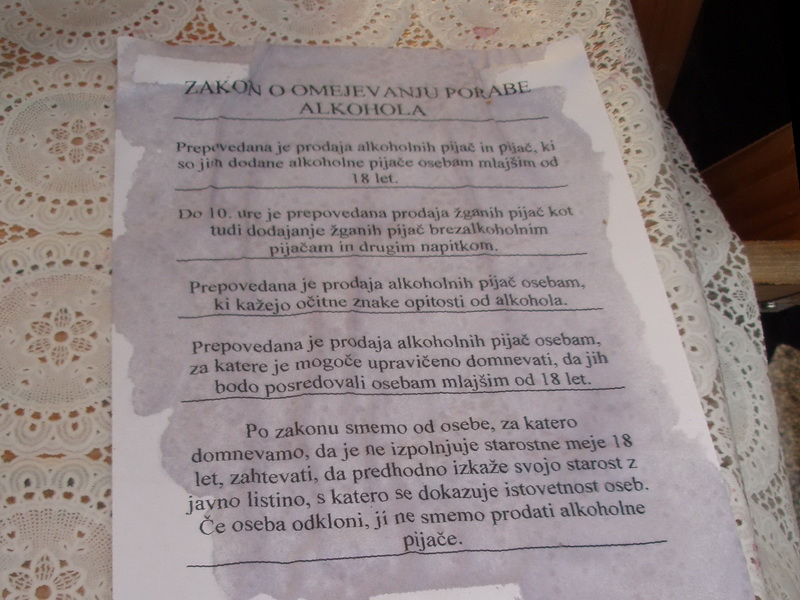 ZAKON O OMEJEVANJU PORABE
ALKOHOLA
Prepovedana je prodaja alkoholnih pijač in pijač, ki
so jim dodane alkoholne pijače osebam mlajšim od
18 let.
Do 10. ure je prepovedana prodaja žganih pijač kot
tudi dodajanje žganih pijač brezalkoholnim
pijačam in drugim napitkom.
Prepovedana je prodaja alkoholnih pijač osebam,
ki kažejo očitne znake opitosti od alkohola.
Prepovedana je prodaja alkoholnih pijač osebam,
za katere je mogoče upravičeno domnevati, da jih
bodo posredovali osebam mlajšim od 18 let.
Po zakonu smemo od osebe, za katero
domnevamo, da je ne izpolnjuje starostne meje 18
let, zahtevati, da predhodno izkaže svojo starost z
javno listino, s katero se dokazuje istovetnost oseb.
Če oseba odkloni, ji ne smemo prodati alkoholne
pijače.